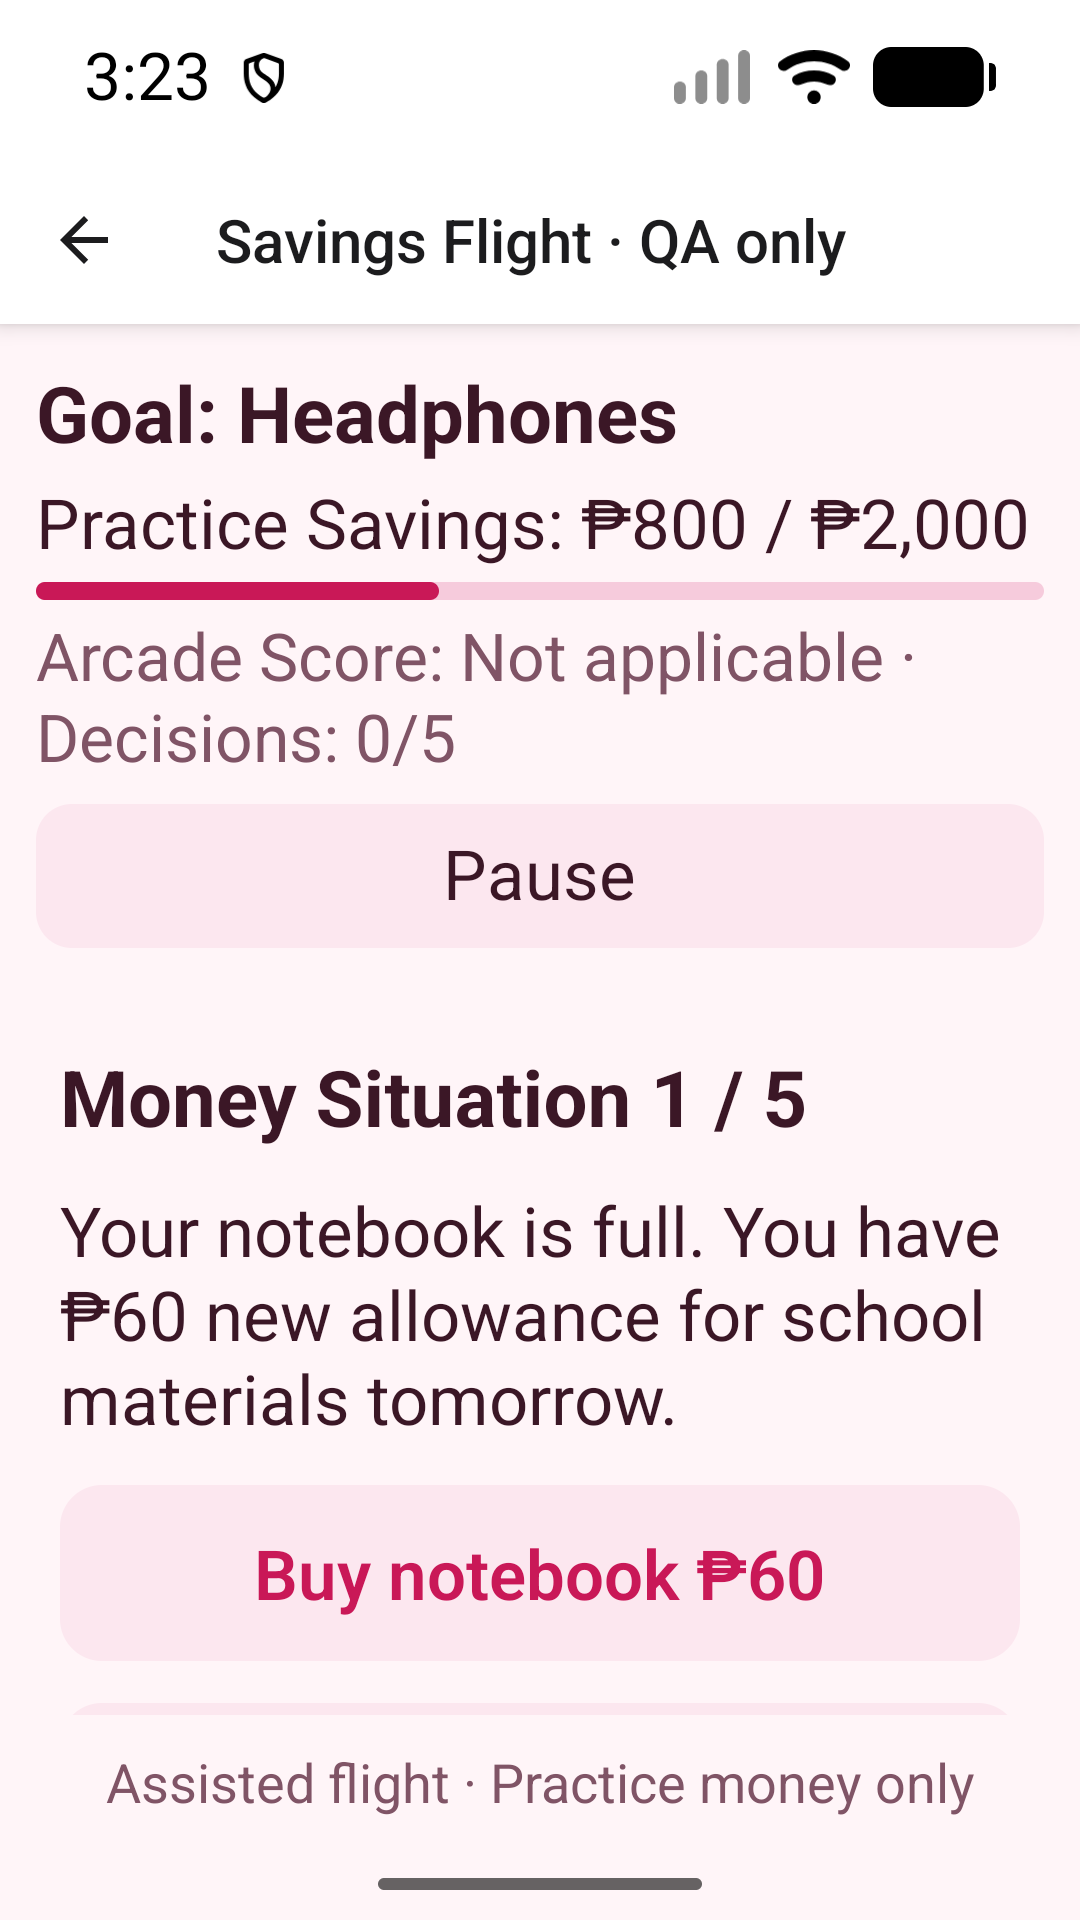 3:23
Savings Flight · QA only
Goal: Headphones
Practice Savings: ₱800 / ₱2,000
Arcade Score: Not applicable ·
Decisions: 0/5
Pause
Money Situation 1 / 5
Your notebook is full. You have
₱60 new allowance for school
materials tomorrow.
Buy notebook ₱60
Assisted flight · Practice money only